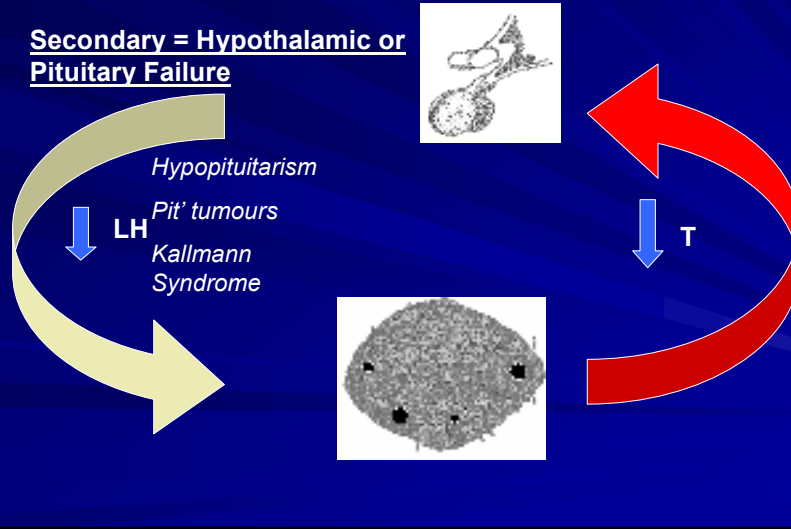 Secondary = Hypothalamic or
Pituitary Failure
Hypopituitarism
Pit' tumours
LH
Kallmann
Syndrome
T